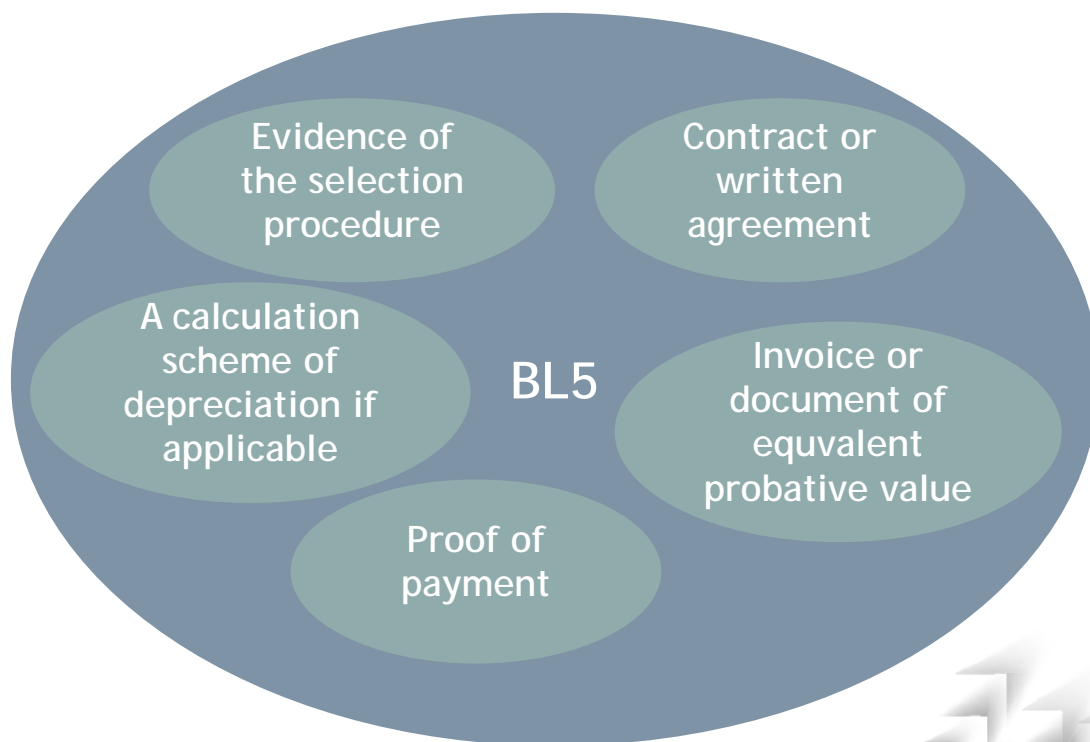 Evidence of
the selection
procedure
Contract or
written
agreement
A calculation
scheme of
depreciation if
applicable
BL5
Invoice or
document of
equvalent
probative value
Proof of
payment